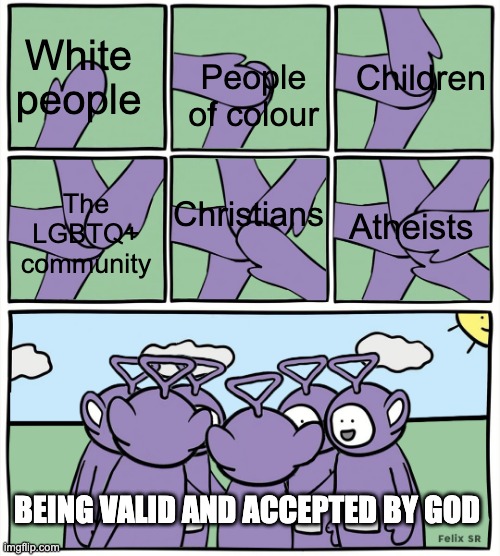 White
people
People
of colour
Children
The
LGBTQ+
community
Christians
Atheists
BEING VALID AND ACCEPTED BY GOD
Felix SR
imgflip.com